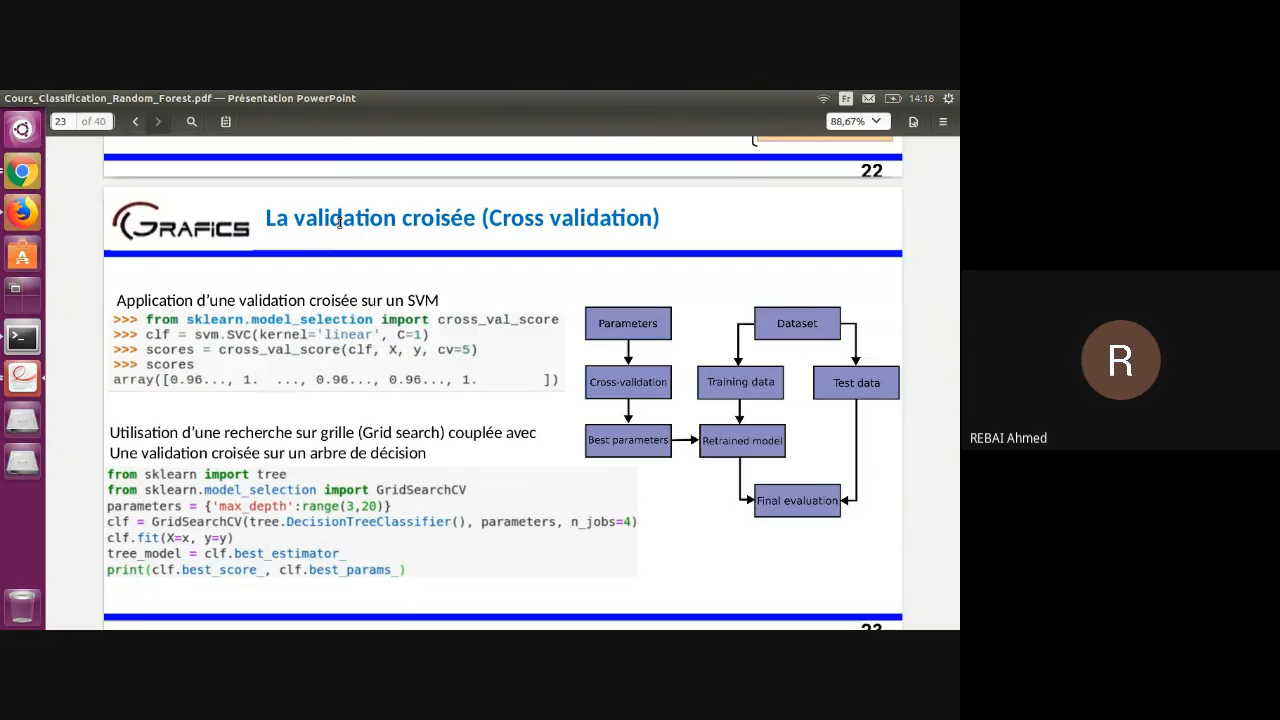 Cours_Classification_Random_Forest.pdf — Présentation PowerPoint
Fr
14:18
23 of 40
88,67%
22
GRAFICS
La validation croisée (Cross validation)
Application d'une validation croisée sur un SVM
>>> from sklearn.model_selection import cross_val_score
>>> clf = svm.SVC(kernel='linear', C=1)
>>> scores = cross_val_score(clf, X, y, cv=5)
>>> scores
array([0.96..., 1.  ..., 0.96..., 0.96..., 1.        ])
Utilisation d'une recherche sur grille (Grid search) couplée avec
Une validation croisée sur un arbre de décision
from sklearn import tree
from sklearn.model_selection import GridSearchCV
parameters = {'max_depth':range(3,20)}
clf = GridSearchCV(tree.DecisionTreeClassifier(), parameters, n_jobs=4)
clf.fit(X=x, y=y)
tree_model = clf.best_estimator_
print(clf.best_score_, clf.best_params_)
Parameters
Dataset
Cross-validation
Training data
Test data
Best parameters
Retrained model
Final evaluation
23
R
REBAI Ahmed